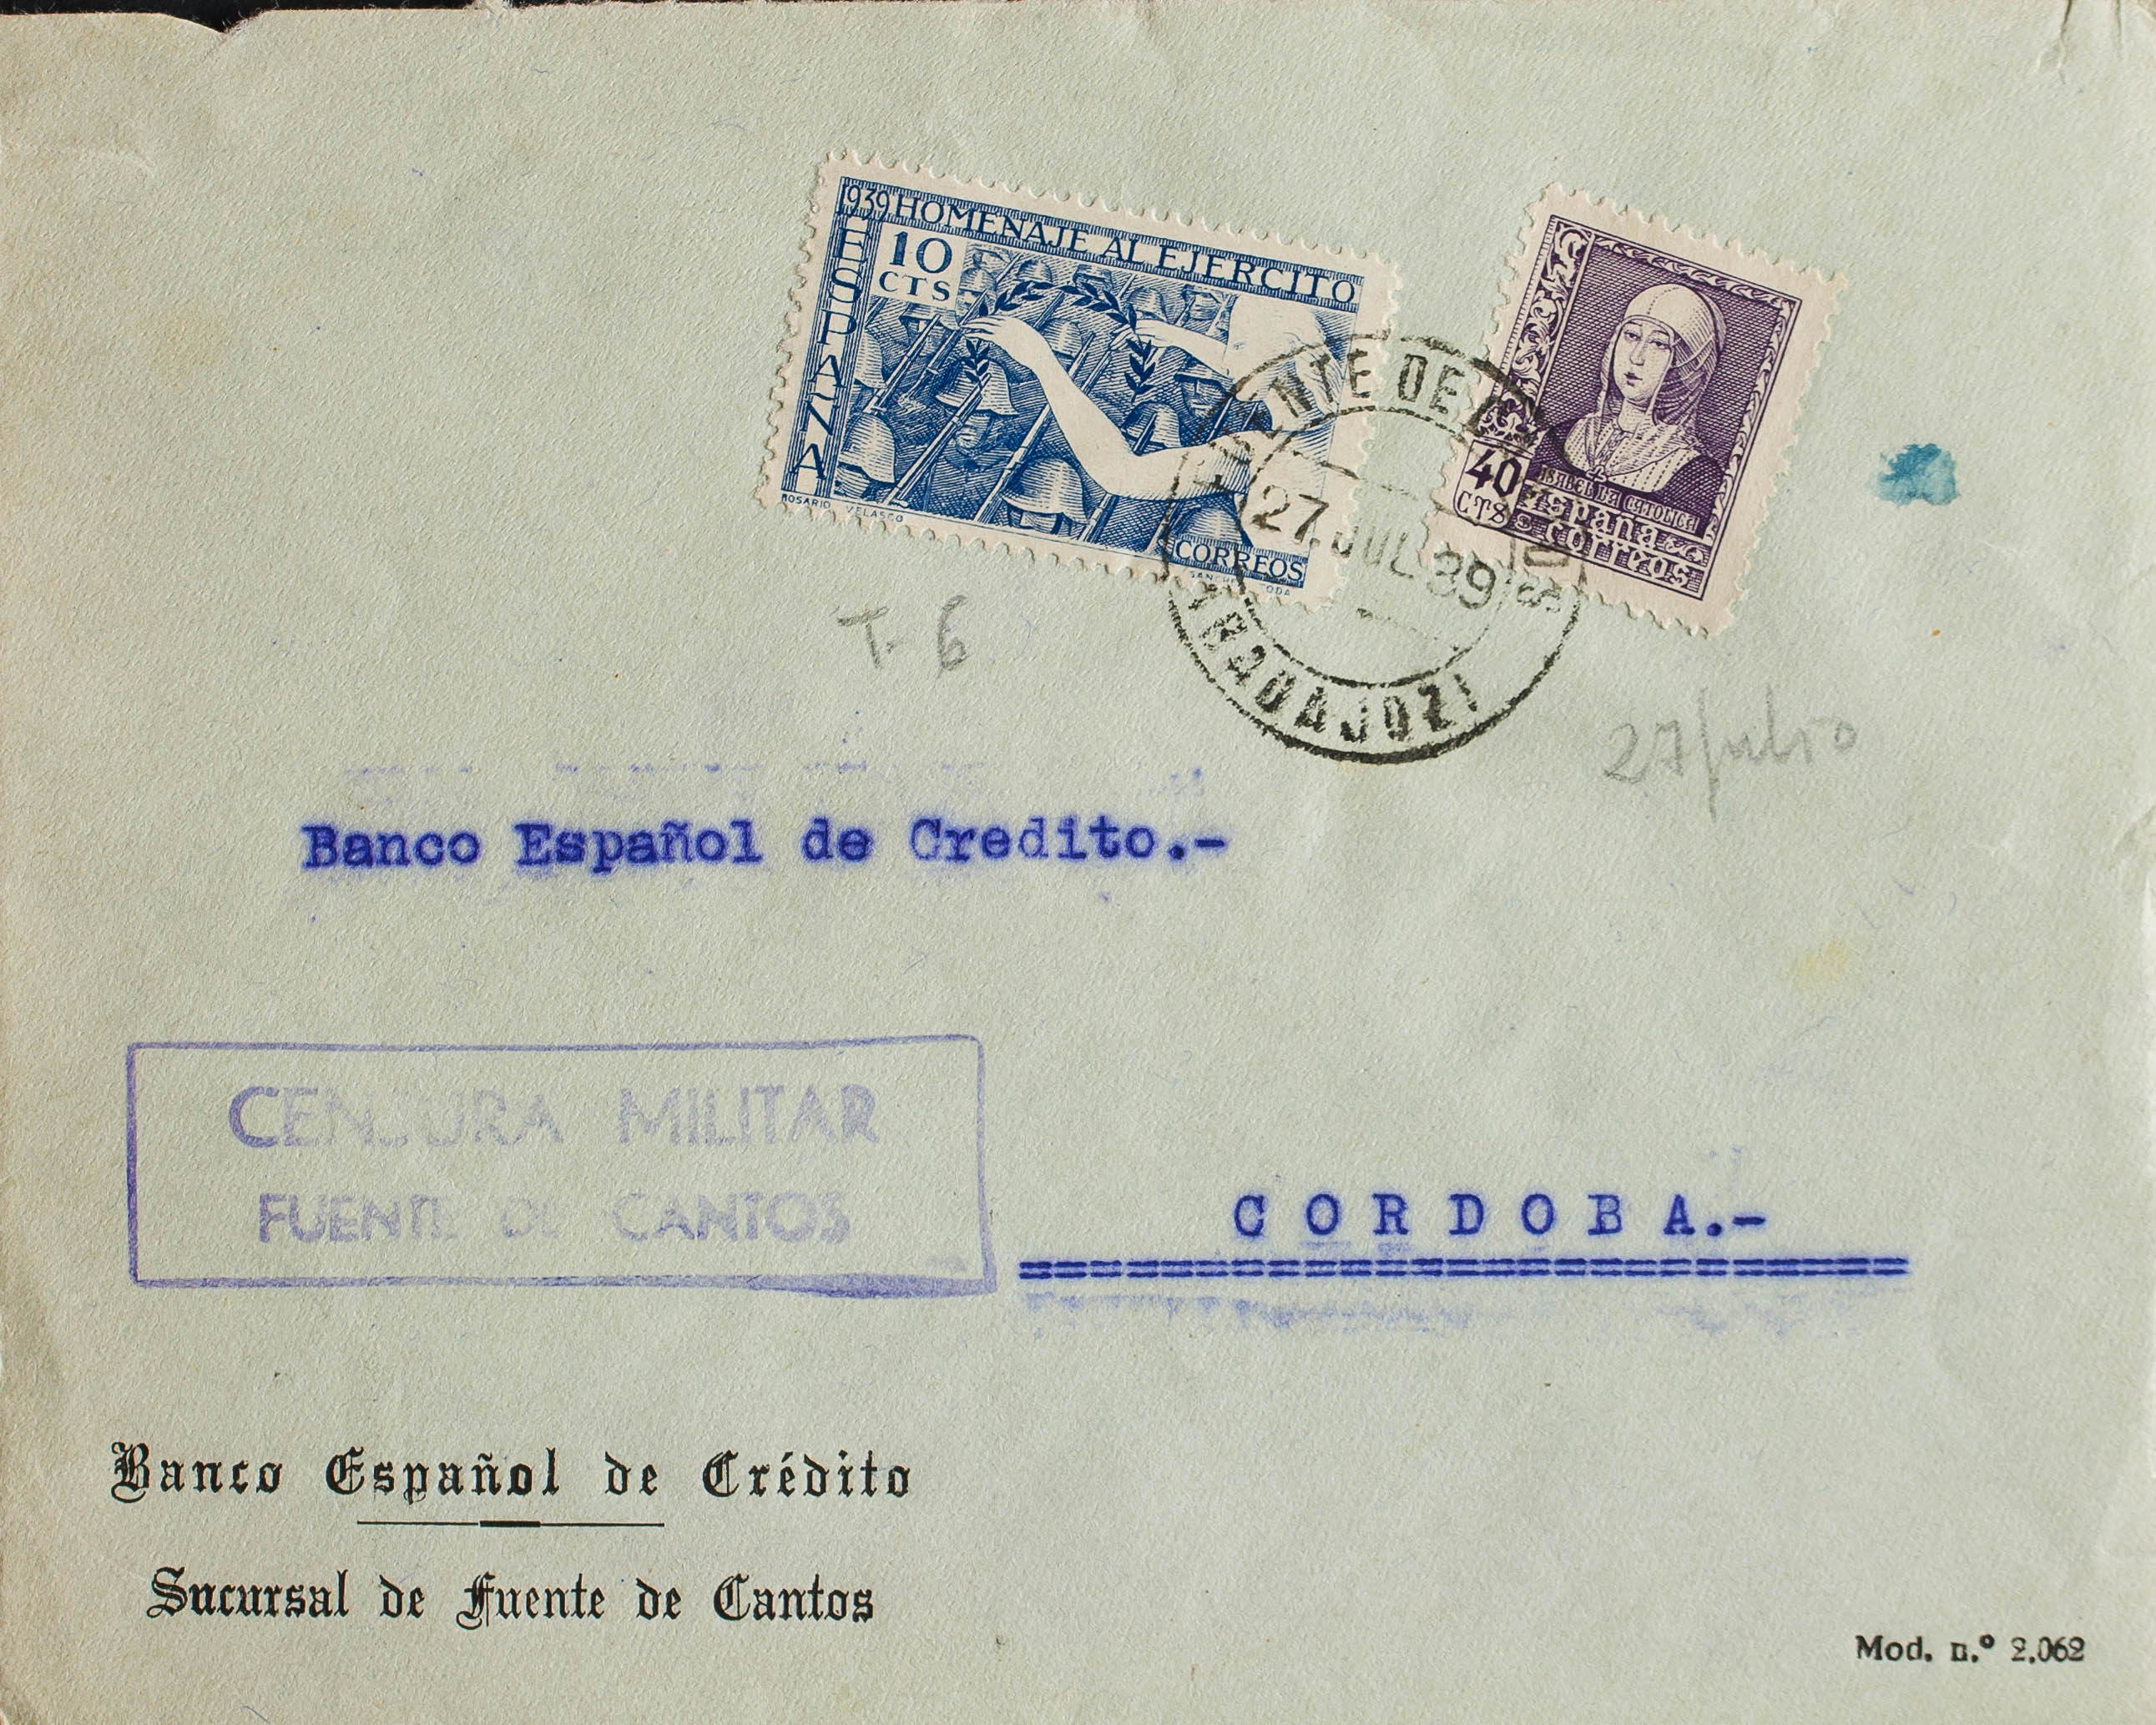 1939 HOMENAJE AL EJERCITO
ESPAÑA
10
CTS
ROSARIO VELASCO
CORREOS
40
CTS
ISABEL LA CATOLICA
España
correos
ENTE DE
27 JUL 39
(BADAJOZ)
T. 6
27 Julio
Banco Español de Credito.-
CENSURA MILITAR
FUENTE DE CANTOS
CORDOBA.-
=========================
Banco Español de Crédito
Sucursal de Fuente de Cantos
Mod. n.º 2.062